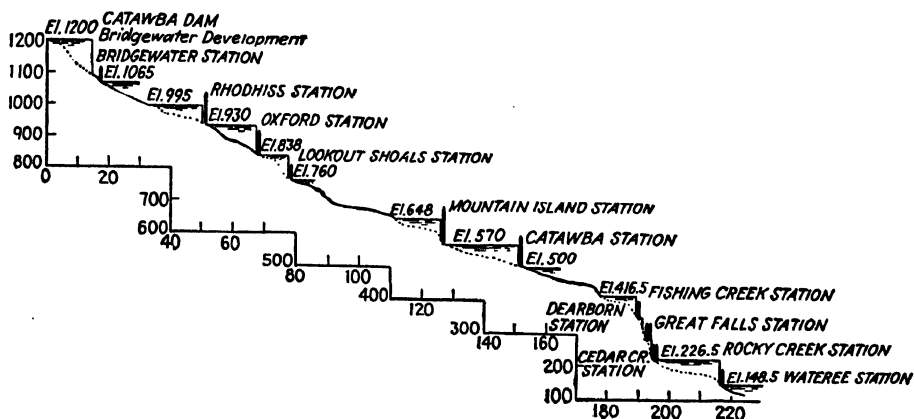 El. 1200 CATAWBA DAM
Bridgewater Development
BRIDGEWATER STATION
El. 1065
El. 995 RHODHISS STATION
El. 930 OXFORD STATION
El. 838 LOOKOUT SHOALS STATION
El. 760
El. 648 MOUNTAIN ISLAND STATION
El. 570 CATAWBA STATION
El. 500
El. 416.5 FISHING CREEK STATION
DEARBORN
STATION
GREAT FALLS STATION
CEDAR CR.
STATION
El. 226.5 ROCKY CREEK STATION
El. 148.5 WATEREE STATION
1200
1100
1000
900
800
700
600
500
400
300
200
100
0 20 40 60 80 100 120 140 160 180 200 220